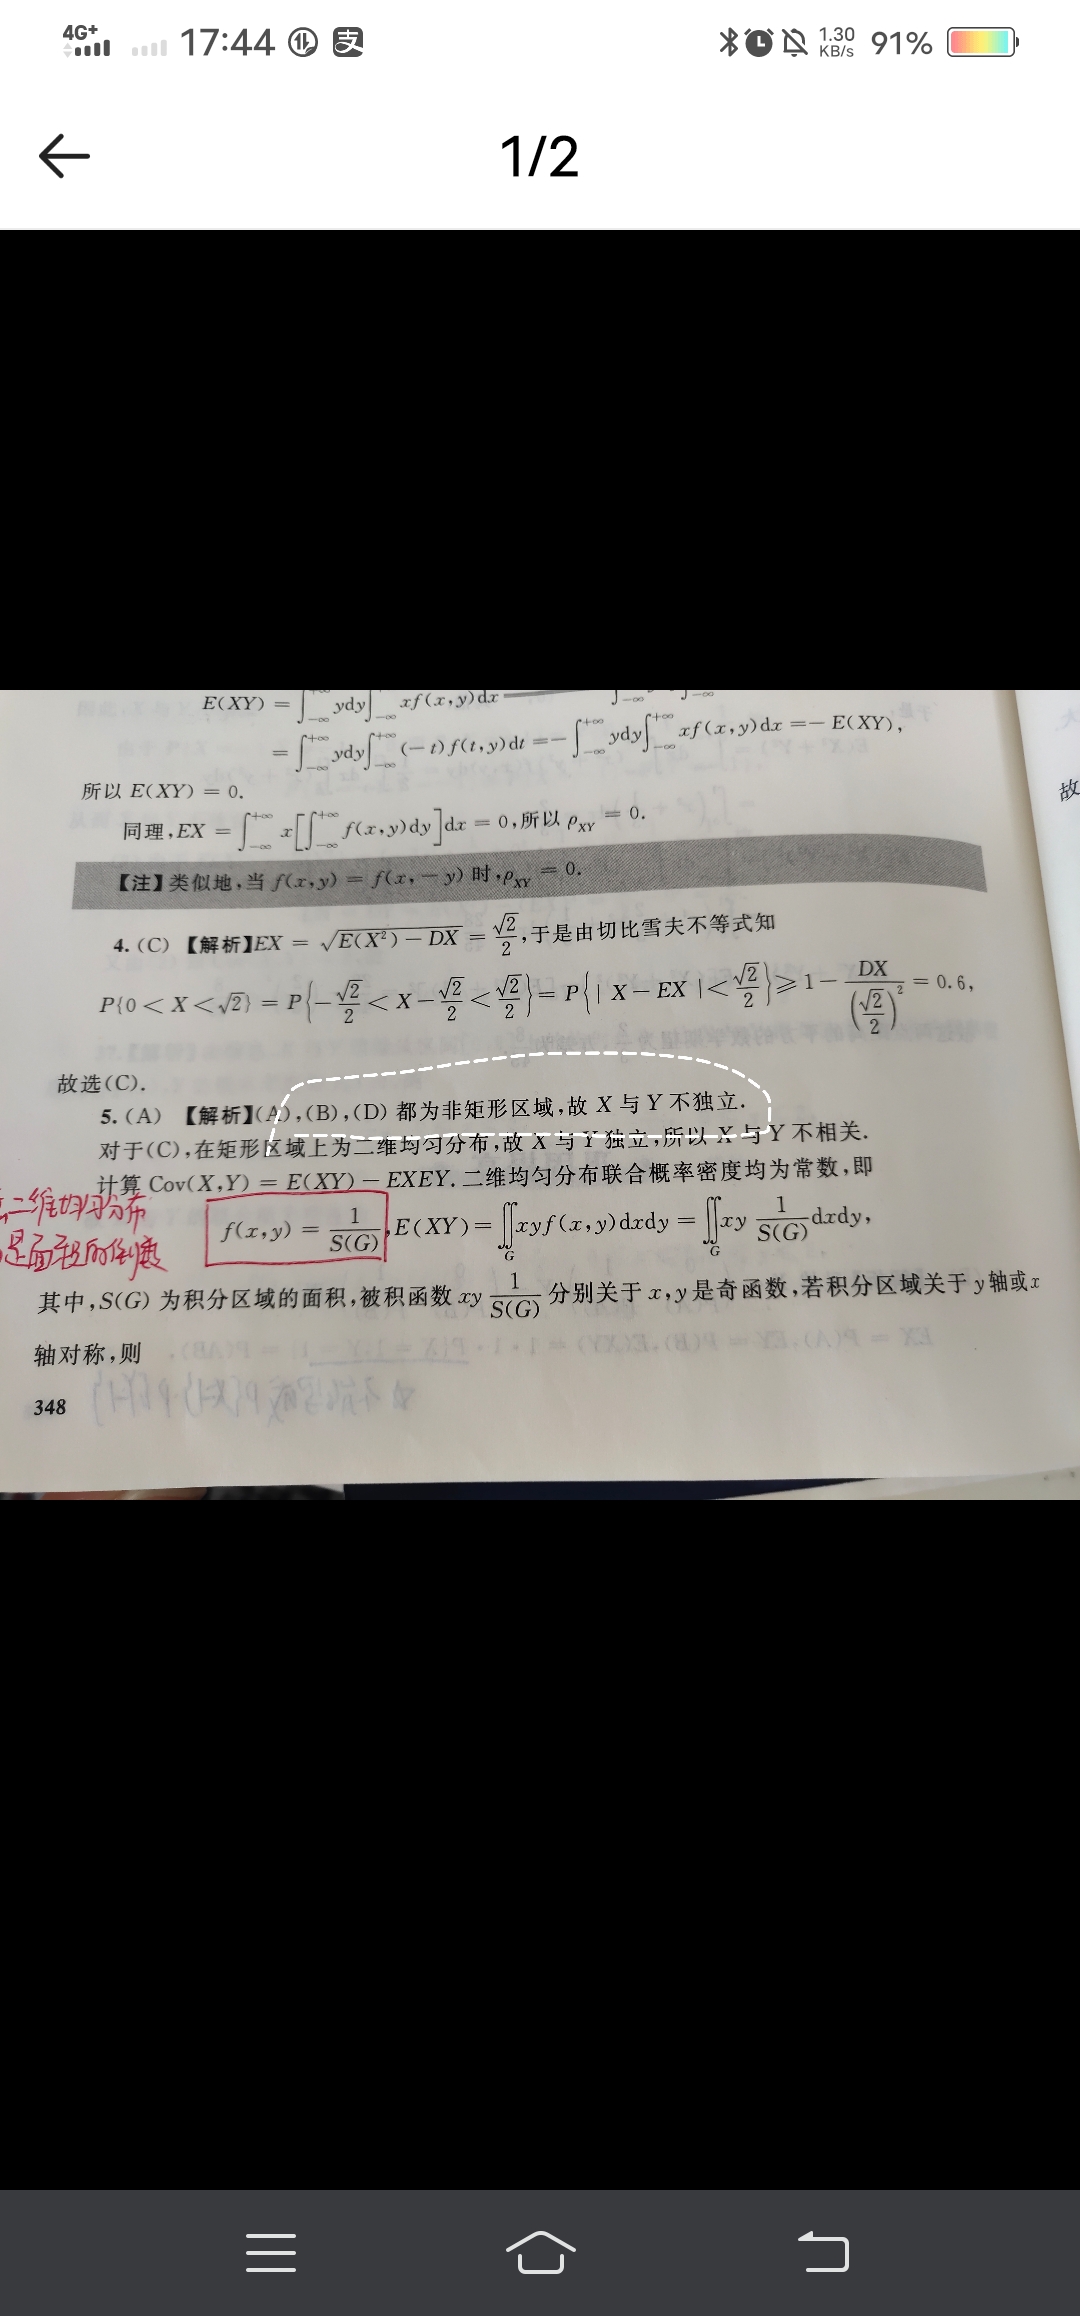 4G+ 17:44 支 1.30 KB/s 91%
1/2
E(XY) = ∫_{-∞}^{+∞} ydy∫_{-∞} xf(x,y)dx
= ∫_{-∞}^{+∞} ydy∫_{-∞}^{+∞} (-t)f(t,y)dt = -∫_{-∞}^{+∞} ydy∫_{-∞}^{+∞} xf(x,y)dx = -E(XY),
所以 E(XY) = 0.
同理,EX = ∫_{-∞}^{+∞} x[∫_{-∞}^{+∞} f(x,y)dy]dx = 0,所以 ρ_{XY} = 0.
【注】类似地,当 f(x,y) = f(x,-y) 时,ρ_{XY} = 0.
4. (C) 【解析】EX = √(E(X²) - DX) = √2/2,于是由切比雪夫不等式知
P{0 < X < √2} = P{-√2/2 < X - √2/2 < √2/2} = P{|X - EX| < √2/2} ⩾ 1 - DX/(√2/2)² = 0.6,
故选(C).
5. (A) 【解析】(A),(B),(D) 都为非矩形区域,故 X 与 Y 不独立.
对于(C),在矩形区域上为二维均匀分布,故 X 与 Y 独立,所以 X 与 Y 不相关.
计算 Cov(X,Y) = E(XY) - EXEY. 二维均匀分布联合概率密度均为常数,即
二维均匀分布
是面积的倒数
f(x,y) = 1/S(G), E(XY) = ∬_G xyf(x,y)dxdy = ∬_G xy 1/S(G) dxdy,
其中,S(G) 为积分区域的面积,被积函数 xy 1/S(G) 分别关于 x,y 是奇函数,若积分区域关于 y 轴或 x
轴对称,则
348
故